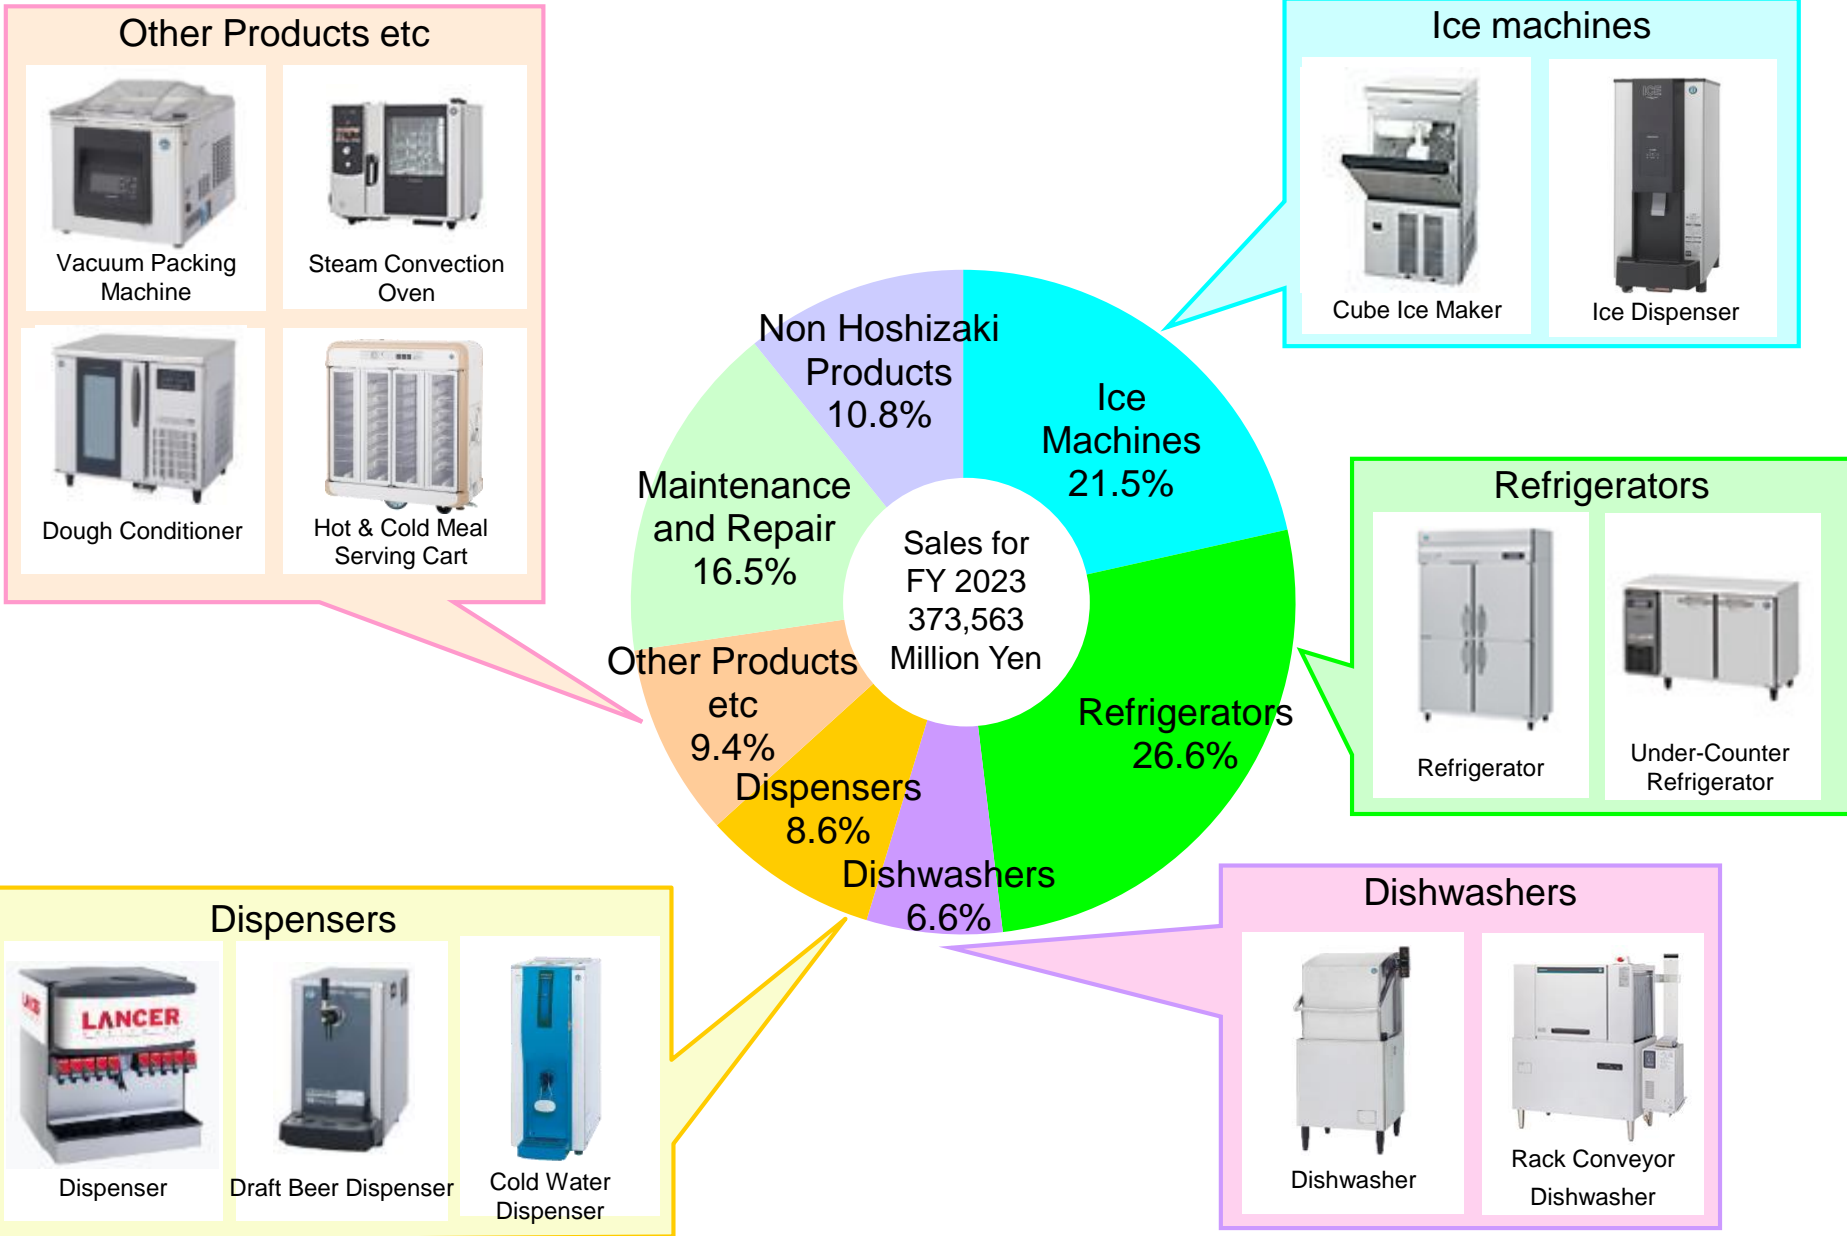 Other Products etc
Vacuum Packing
Machine
Steam Convection
Oven
Dough Conditioner
Hot & Cold Meal
Serving Cart
Ice machines
ICE
Cube Ice Maker
Ice Dispenser
Non Hoshizaki
Products
10.8%
Ice
Machines
21.5%
Maintenance
and Repair
16.5%
Sales for
FY 2023
373,563
Million Yen
Other Products
etc
9.4%
Refrigerators
26.6%
Dispensers
8.6%
Dishwashers
6.6%
Refrigerators
Refrigerator
Under-Counter
Refrigerator
Dispensers
LANCER
Dispenser
Draft Beer Dispenser
Cold Water
Dispenser
Dishwashers
Dishwasher
Rack Conveyor
Dishwasher